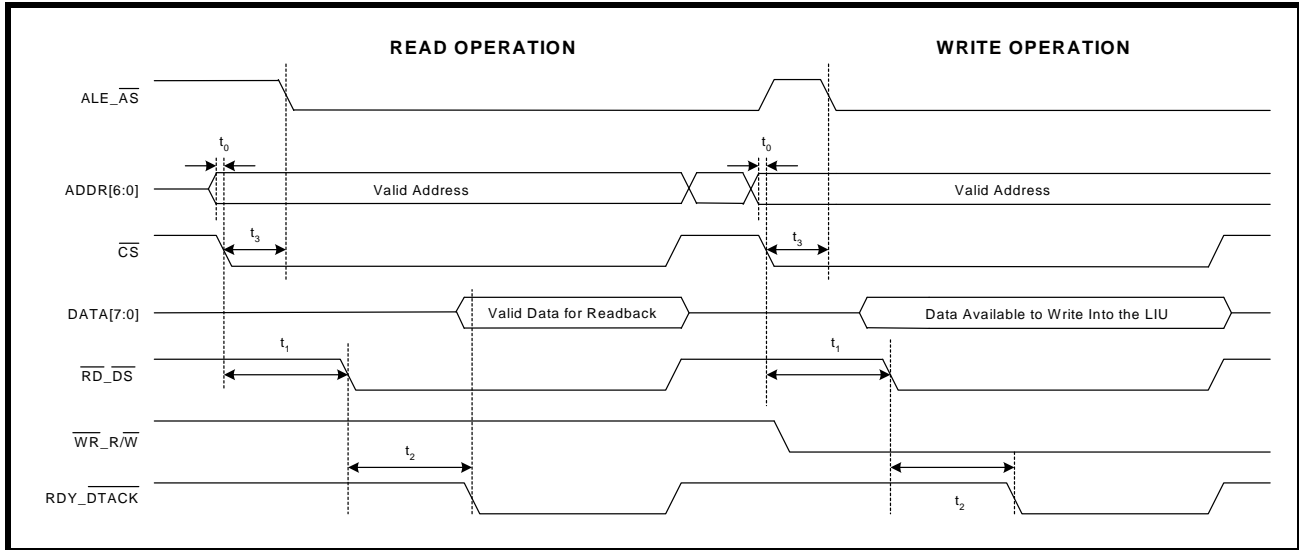 READ OPERATION WRITE OPERATION
ALE_AS
t0 t0
ADDR[6:0] Valid Address Valid Address
CS t3 t3
DATA[7:0] Valid Data for Readback Data Available to Write Into the LIU
t1 t1
RD_DS
WR_R/W
t2
RDY_DTACK t2